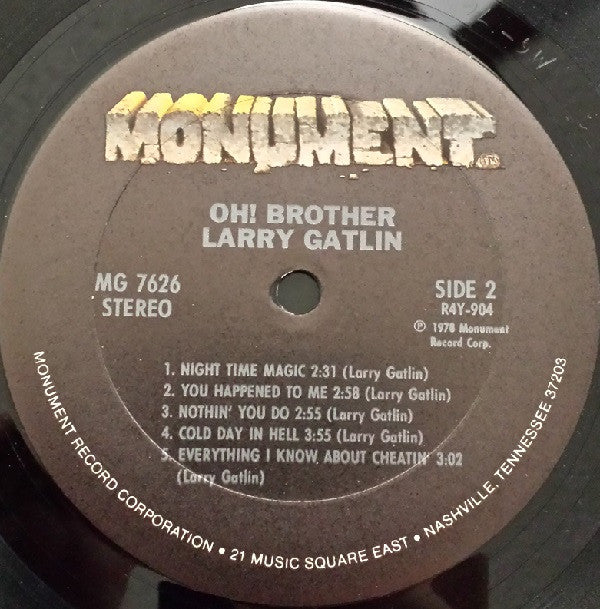 MONUMENT
OH! BROTHER
LARRY GATLIN
MG 7626
STEREO
SIDE 2
R4Y-904
℗ 1978 Monument
Record Corp.
1. NIGHT TIME MAGIC 2:31 (Larry Gatlin)
2. YOU HAPPENED TO ME 2:58 (Larry Gatlin)
3. NOTHIN' YOU DO 2:55 (Larry Gatlin)
4. COLD DAY IN HELL 3:55 (Larry Gatlin)
5. EVERYTHING I KNOW ABOUT CHEATIN' 3:02
(Larry Gatlin)
MONUMENT RECORD CORPORATION • 21 MUSIC SQUARE EAST • NASHVILLE, TENNESSEE 37203